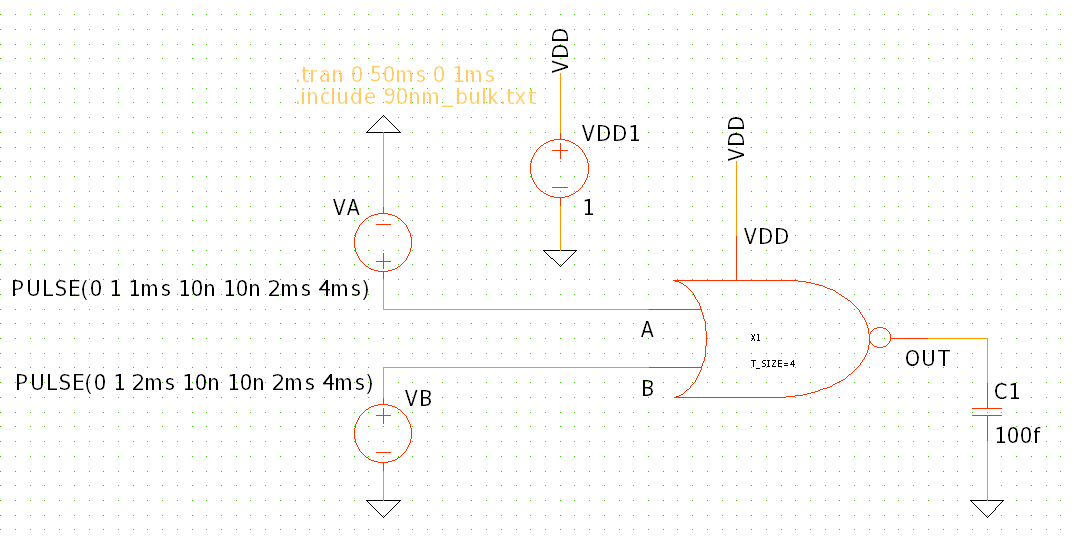 .tran 0 50ms 0 1ms
.include 90nm_bulk.txt
VDD
VDD1
1
VDD
VDD
VA
PULSE(0 1 1ms 10n 10n 2ms 4ms)
A
X1
T_SIZE=4
OUT
PULSE(0 1 2ms 10n 10n 2ms 4ms)
VB
B
C1
100f